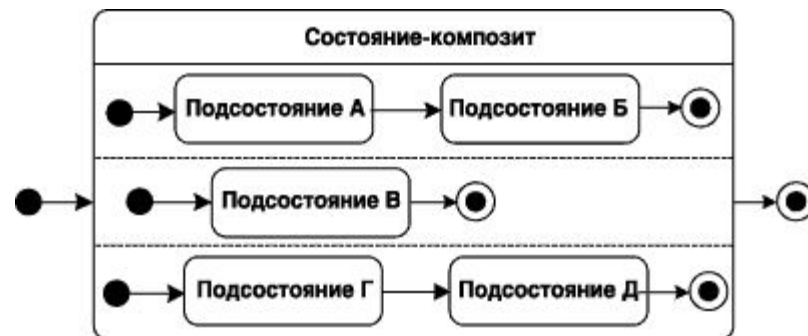 Состояние-композит
Подсостояние А
Подсостояние Б
Подсостояние В
Подсостояние Г
Подсостояние Д